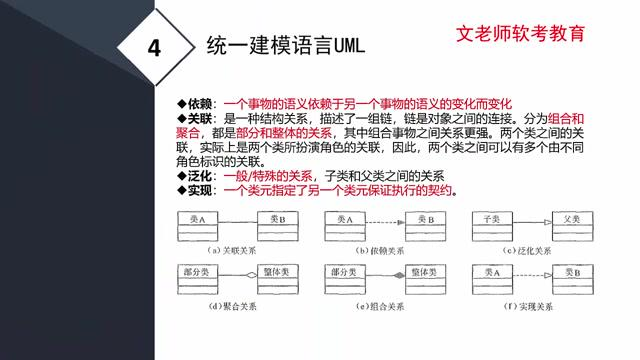 4
统一建模语言UML
文老师软考教育
◆依赖：一个事物的语义依赖于另一个事物的语义的变化而变化
◆关联：是一种结构关系，描述了一组链，链是对象之间的连接。分为组合和
聚合，都是部分和整体的关系，其中组合事物之间关系更强。两个类之间的关
联，实际上是两个类所扮演角色的关联，因此，两个类之间可以有多个由不同
角色标识的关联。
◆泛化：一般/特殊的关系，子类和父类之间的关系
◆实现：一个类元指定了另一个类元保证执行的契约。
类A 类B 类A 类B 子类 父类
(a)关联关系 (b)依赖关系 (c)泛化关系
部分类 整体类 部分类 整体类 类A 类B
(d)聚合关系 (e)组合关系 (f)实现关系